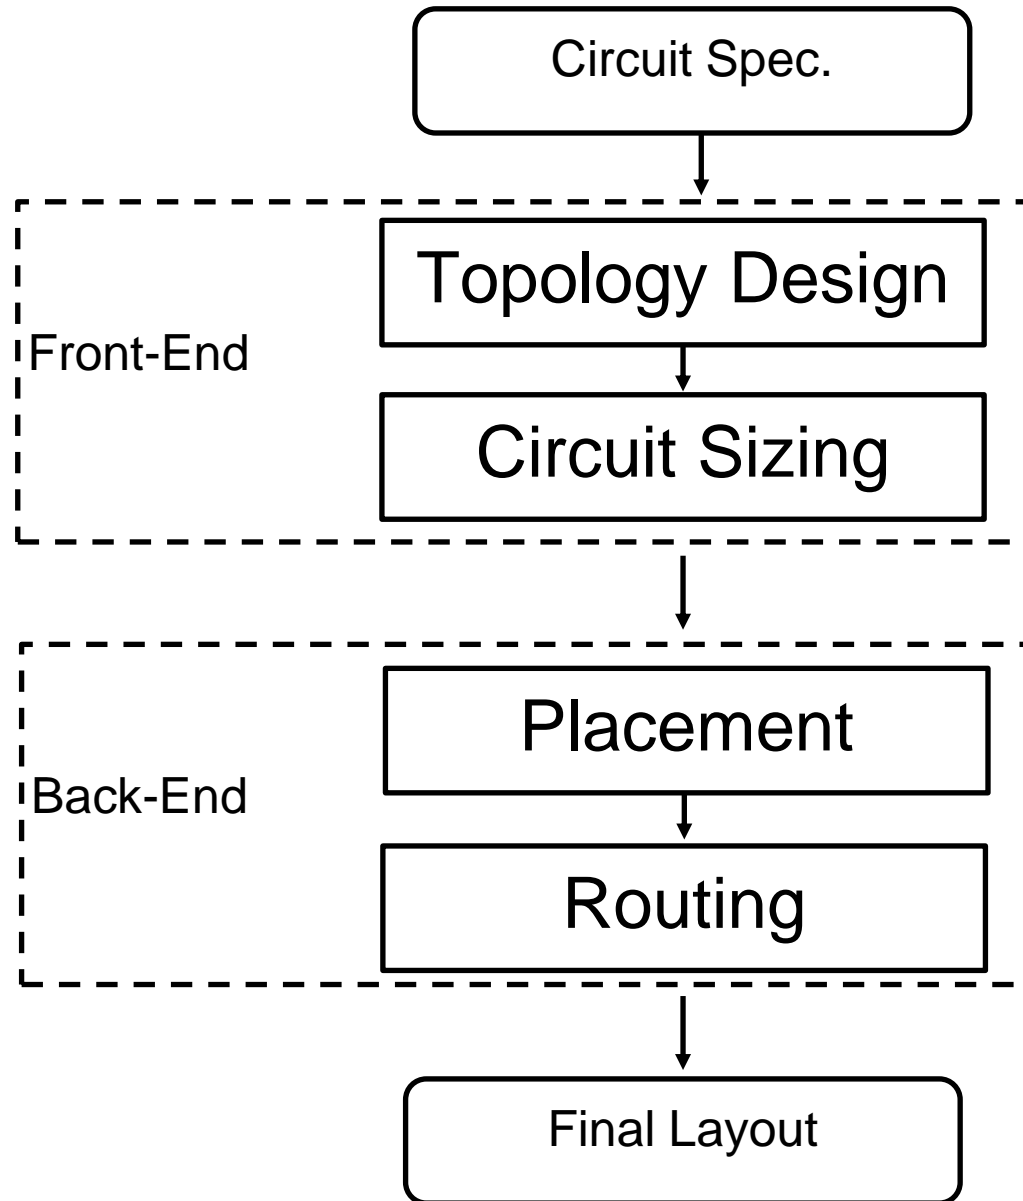 Circuit Spec.
Topology Design
Front-End
Circuit Sizing
Placement
Back-End
Routing
Final Layout